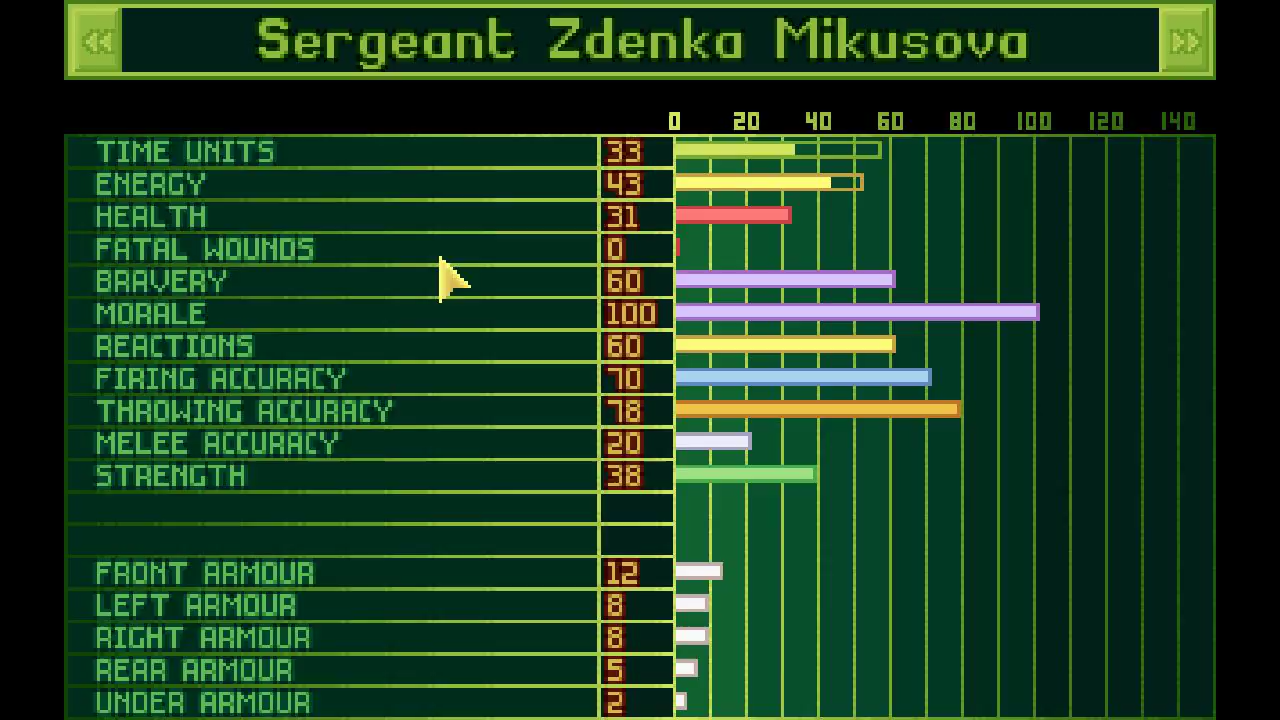 Sergeant Zdenka Mikusova
0 20 40 60 80 100 120 140
TIME UNITS 33
ENERGY 43
HEALTH 31
FATAL WOUNDS 0
BRAVERY 60
MORALE 100
REACTIONS 60
FIRING ACCURACY 70
THROWING ACCURACY 78
MELEE ACCURACY 20
STRENGTH 38
FRONT ARMOUR 12
LEFT ARMOUR 8
RIGHT ARMOUR 8
REAR ARMOUR 5
UNDER ARMOUR 2